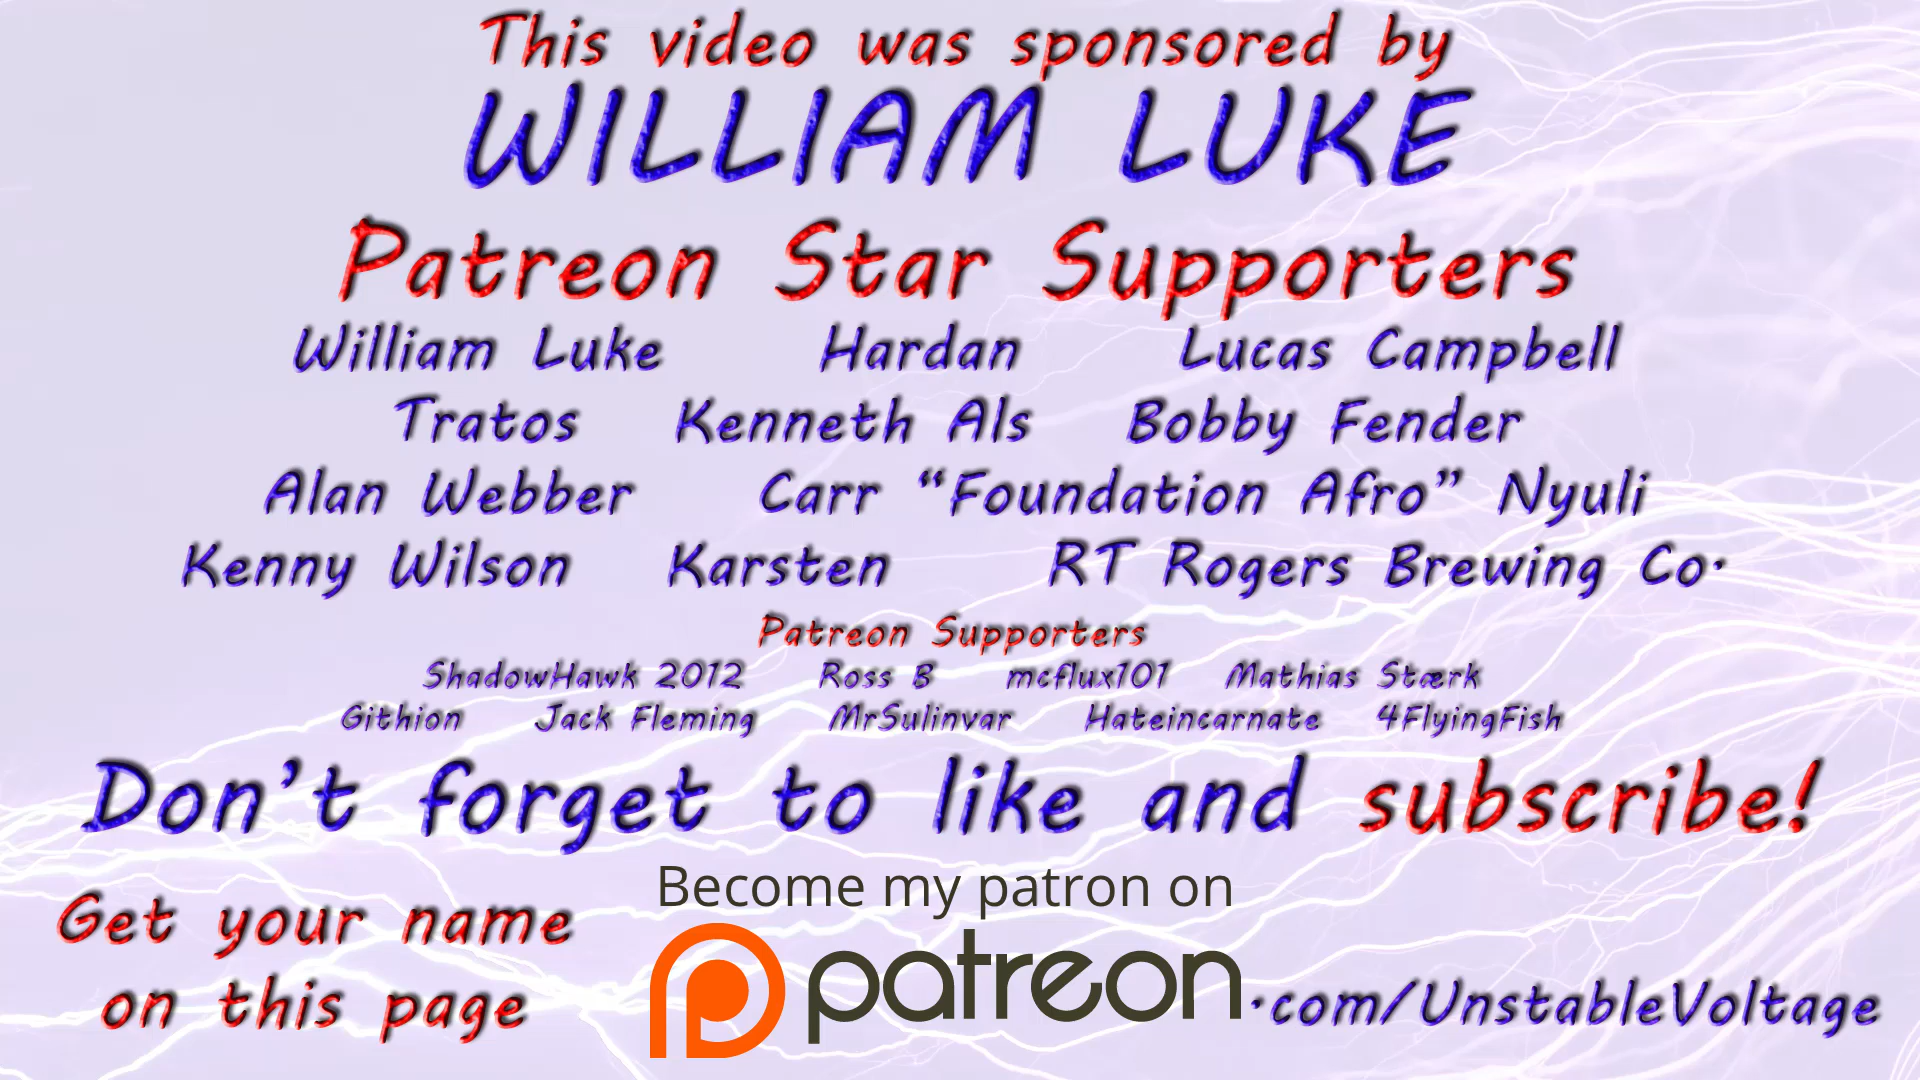 This video was sponsored by
WILLIAM LUKE
Patreon Star Supporters
William Luke Hardan Lucas Campbell
Tratos Kenneth Als Bobby Fender
Alan Webber Carr “Foundation Afro” Nyuli
Kenny Wilson Karsten RT Rogers Brewing Co.
Patreon Supporters
ShadowHawk 2012 Ross B mcflux101 Mathias Stærk
Githion Jack Fleming MrSulinvar Hateincarnate 4FlyingFish
Don’t forget to like and subscribe!
Get your name
on this page
Become my patron on
patreon.com/UnstableVoltage